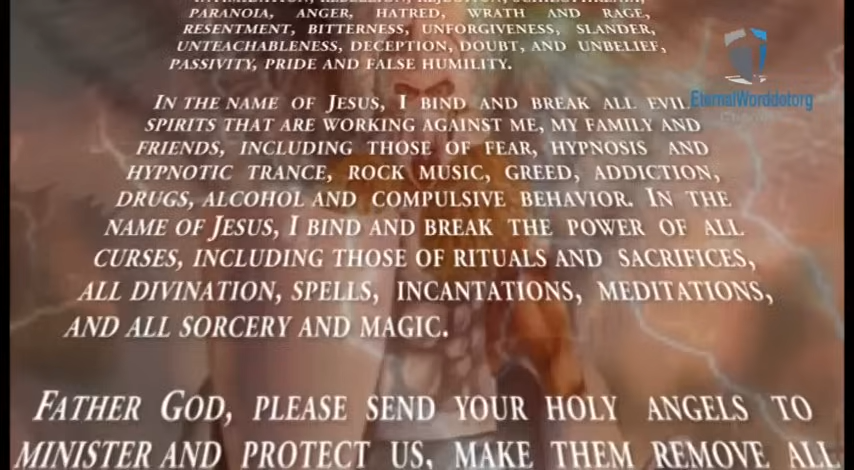 INTIMIDATION, REBELLION, REJECTION, SCHIZOPHRENIA,
PARANOIA, ANGER, HATRED, WRATH AND RAGE,
RESENTMENT, BITTERNESS, UNFORGIVENESS, SLANDER,
UNTEACHABLENESS, DECEPTION, DOUBT, AND UNBELIEF,
PASSIVITY, PRIDE AND FALSE HUMILITY.
IN THE NAME OF JESUS, I BIND AND BREAK ALL EVIL
SPIRITS THAT ARE WORKING AGAINST ME, MY FAMILY AND
FRIENDS, INCLUDING THOSE OF FEAR, HYPNOSIS AND
HYPNOTIC TRANCE, ROCK MUSIC, GREED, ADDICTION,
DRUGS, ALCOHOL AND COMPULSIVE BEHAVIOR. IN THE
NAME OF JESUS, I BIND AND BREAK THE POWER OF ALL
CURSES, INCLUDING THOSE OF RITUALS AND SACRIFICES,
ALL DIVINATION, SPELLS, INCANTATIONS, MEDITATIONS,
AND ALL SORCERY AND MAGIC.
FATHER GOD, PLEASE SEND YOUR HOLY ANGELS TO
MINISTER AND PROTECT US, MAKE THEM REMOVE ALL
EternalWorddotorg